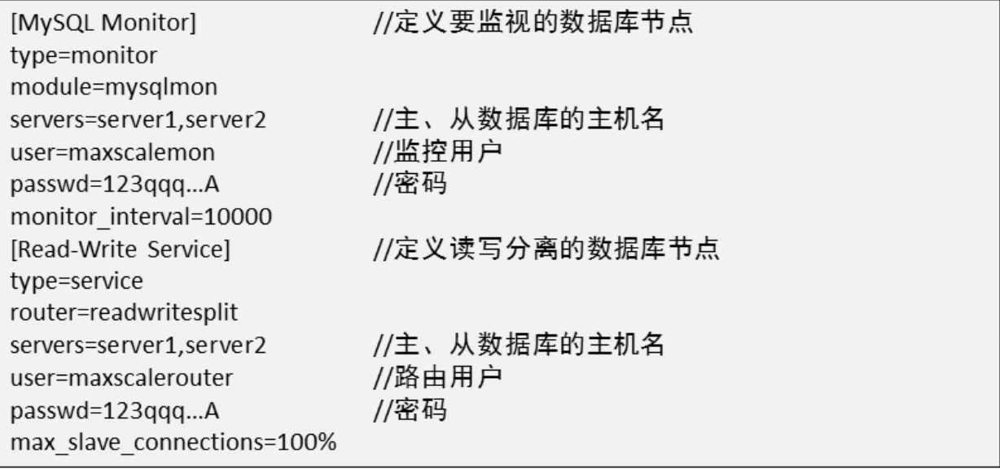 [MySQL Monitor] //定义要监视的数据库节点
type=monitor
module=mysqlmon
servers=server1,server2 //主、从数据库的主机名
user=maxscalemon //监控用户
passwd=123qqq...A //密码
monitor_interval=10000
[Read-Write Service] //定义读写分离的数据库节点
type=service
router=readwritesplit
servers=server1,server2 //主、从数据库的主机名
user=maxscalerouter //路由用户
passwd=123qqq...A //密码
max_slave_connections=100%